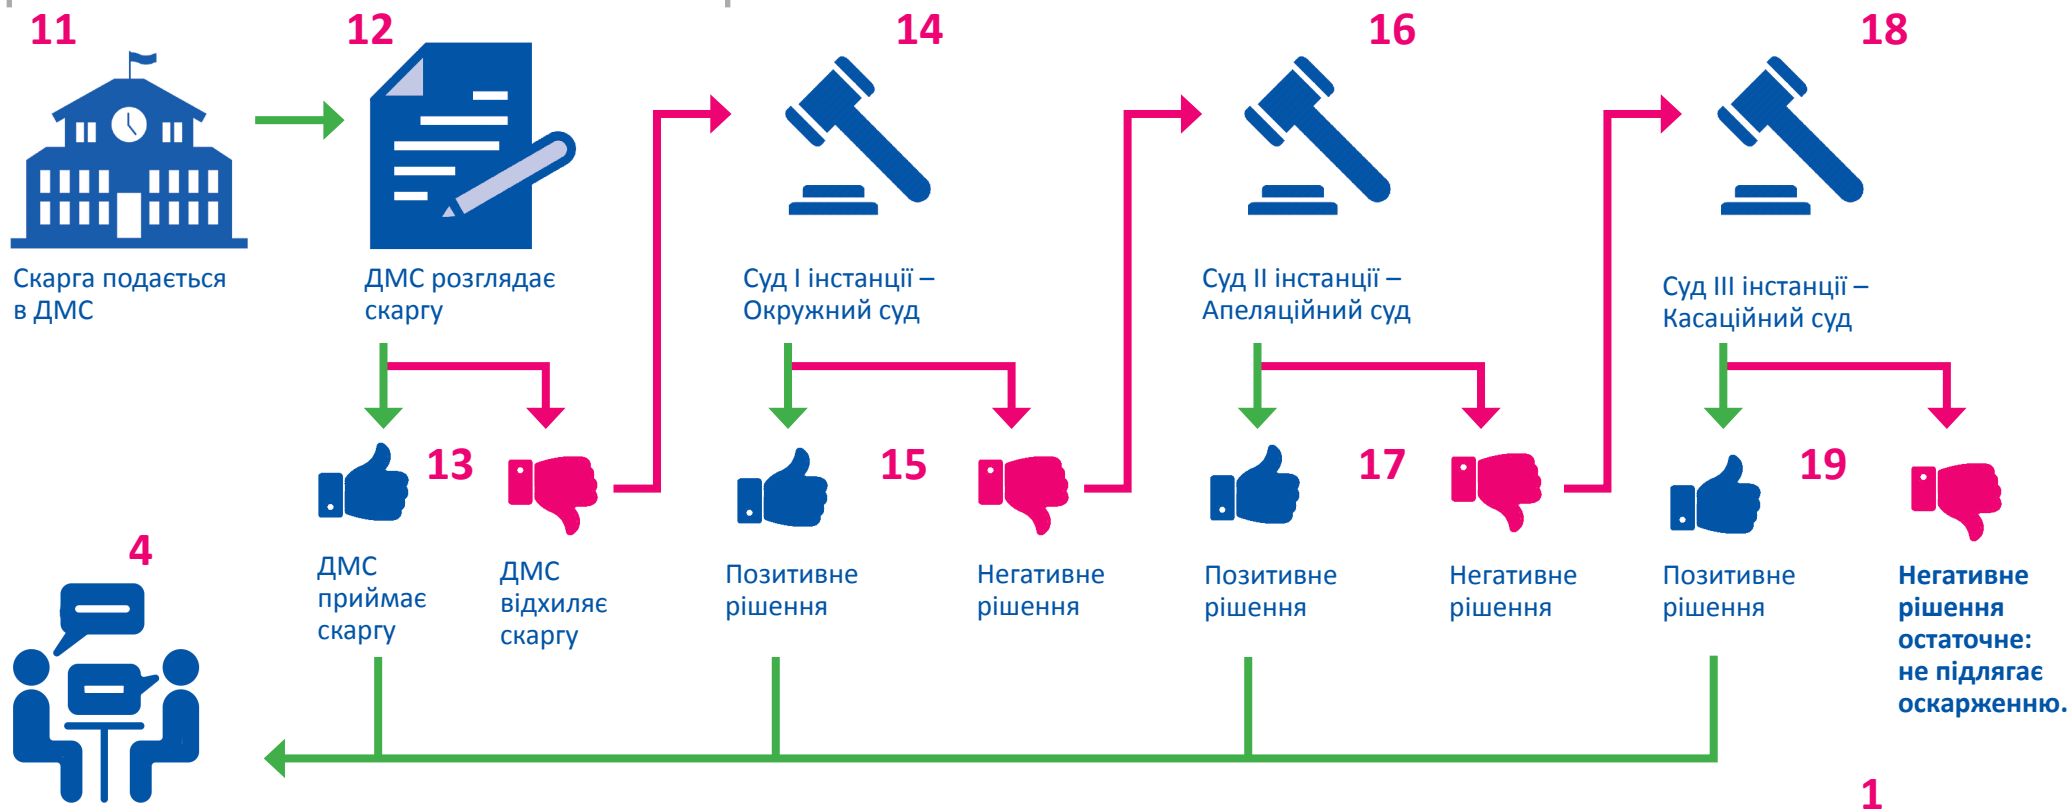 11
12
14
16
18
Скарга подається
в ДМС
ДМС розглядає
скаргу
Суд I інстанції –
Окружний суд
Суд II інстанції –
Апеляційний суд
Суд III інстанції –
Касаційний суд
13
15
17
19
4
ДМС
приймає
скаргу
ДМС
відхиляє
скаргу
Позитивне
рішення
Негативне
рішення
Позитивне
рішення
Негативне
рішення
Позитивне
рішення
Негативне
рішення
остаточне:
не підлягає
оскарженню.
1